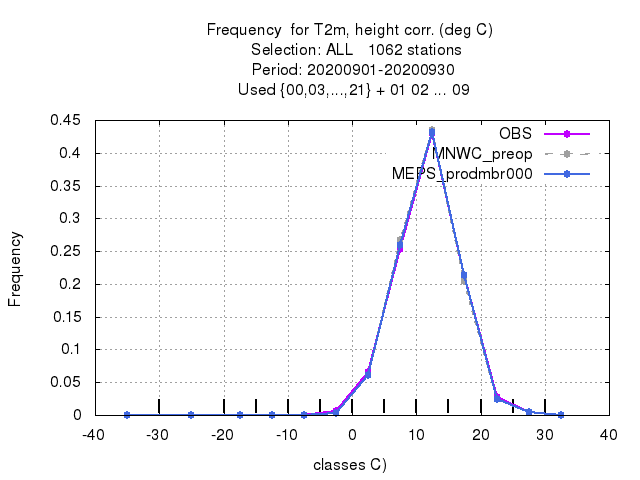 Frequency  for T2m, height corr. (deg C)
Selection: ALL   1062 stations
Period: 20200901-20200930
Used {00,03,...,21} + 01 02 ... 09
OBS
MNWC_preop
MEPS_prodmbr000
Frequency
0.45
0.4
0.35
0.3
0.25
0.2
0.15
0.1
0.05
0
-40 -30 -20 -10 0 10 20 30 40
classes C)